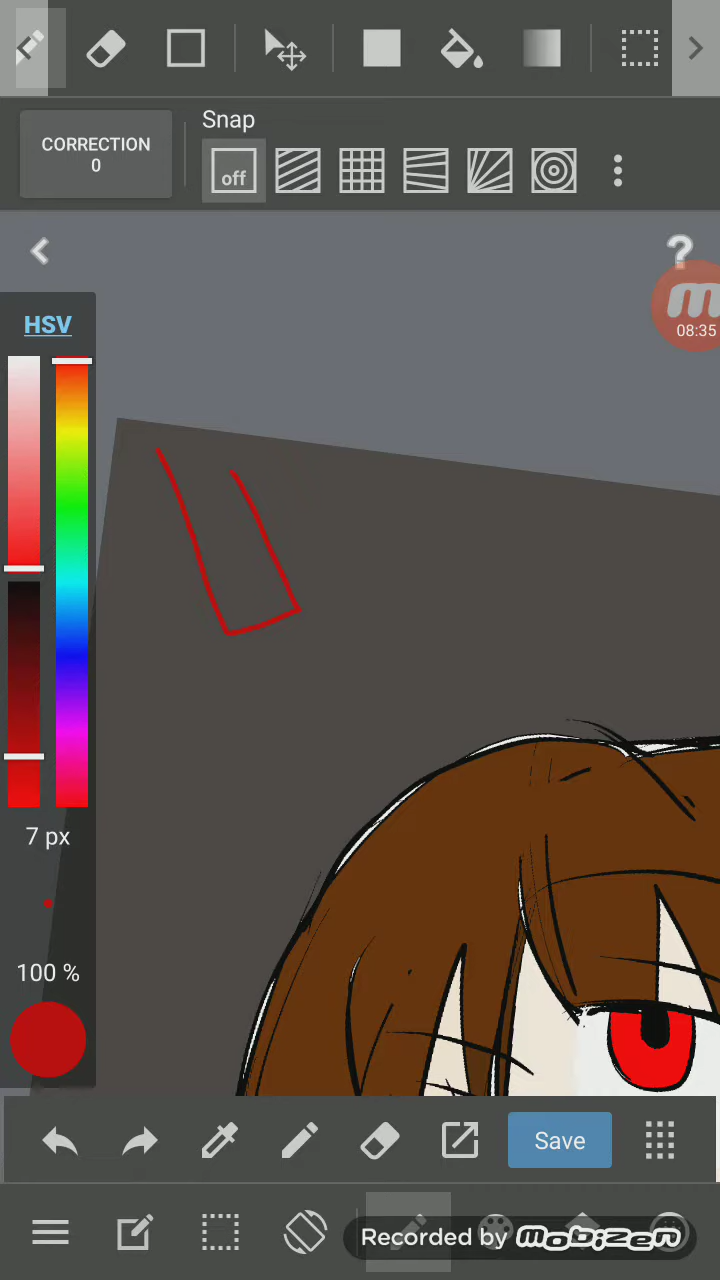 CORRECTION
0
Snap
off
?
HSV
m
08:35
7 px
100 %
Save
Recorded by mobizen